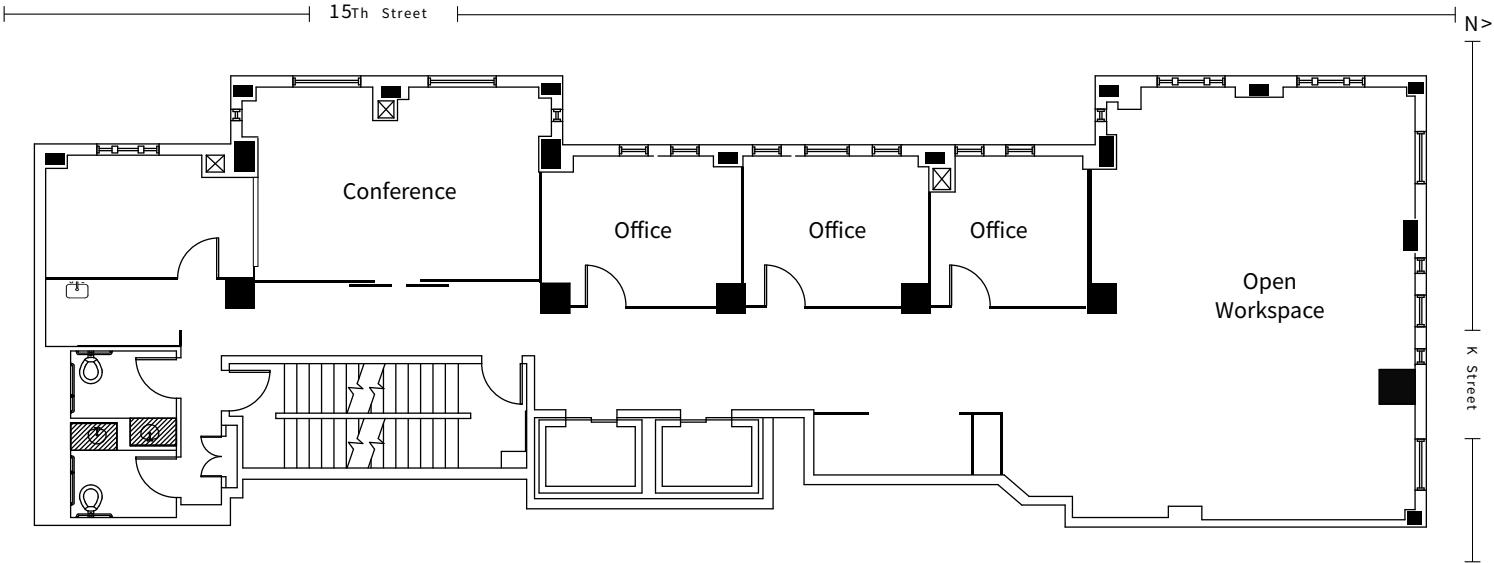 15Th Street
N>
Conference
Office
Office
Office
Open
Workspace
K Street